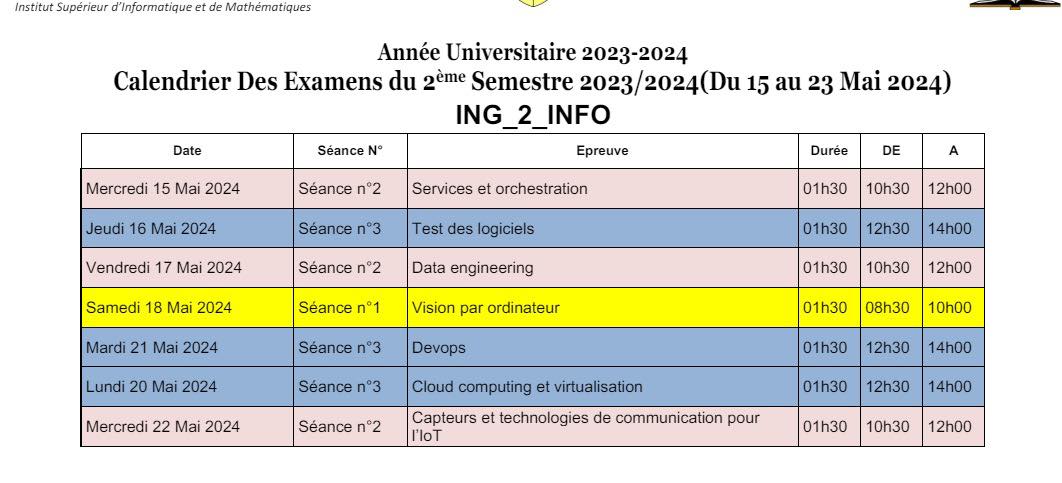 Institut Supérieur d'Informatique et de Mathématiques
Année Universitaire 2023-2024
Calendrier Des Examens du 2ème Semestre 2023/2024(Du 15 au 23 Mai 2024)
ING_2_INFO
Date Séance N° Epreuve Durée DE A
Mercredi 15 Mai 2024 Séance n°2 Services et orchestration 01h30 10h30 12h00
Jeudi 16 Mai 2024 Séance n°3 Test des logiciels 01h30 12h30 14h00
Vendredi 17 Mai 2024 Séance n°2 Data engineering 01h30 10h30 12h00
Samedi 18 Mai 2024 Séance n°1 Vision par ordinateur 01h30 08h30 10h00
Mardi 21 Mai 2024 Séance n°3 Devops 01h30 12h30 14h00
Lundi 20 Mai 2024 Séance n°3 Cloud computing et virtualisation 01h30 12h30 14h00
Mercredi 22 Mai 2024 Séance n°2 Capteurs et technologies de communication pour
l'IoT 01h30 10h30 12h00